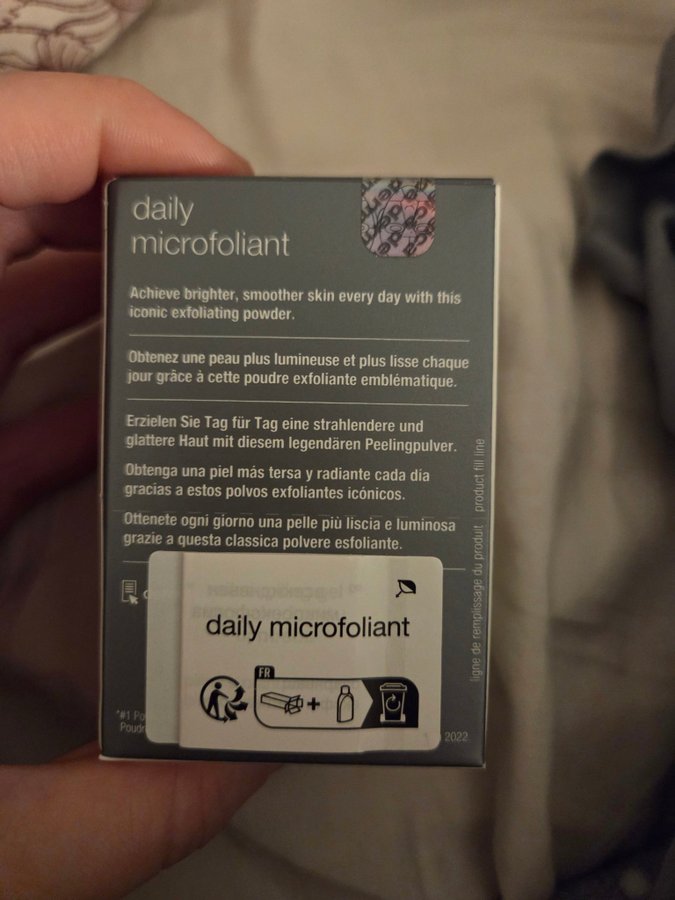 daily
microfoliant
Achieve brighter, smoother skin every day with this
iconic exfoliating powder.
Obtenez une peau plus lumineuse et plus lisse chaque
jour grâce à cette poudre exfoliante emblématique.
Erzielen Sie Tag für Tag eine strahlendere und
glattere Haut mit diesem legendären Peelingpulver.
Obtenga una piel más tersa y radiante cada día
gracias a estos polvos exfoliantes icónicos.
Ottenete ogni giorno una pelle più liscia e luminosa
grazie a questa classica polvere esfoliante.
daily microfoliant
FR
*#1
2022
ligne de remplissage du produit product fill line